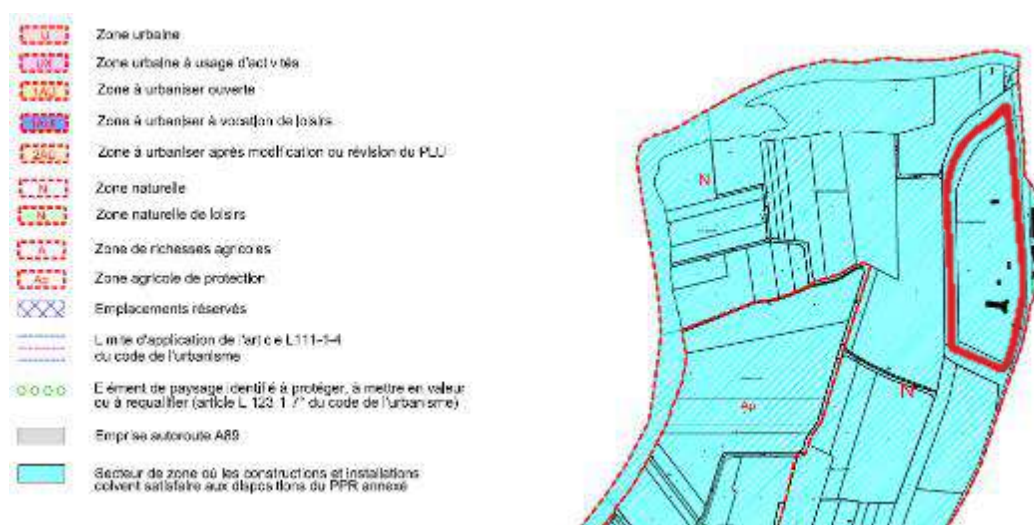 U Zone urbaine
UX Zone urbaine à usage d'activités
1AU Zone à urbaniser ouverte
Zone à urbaniser à vocation de loisirs
2AU Zone à urbaniser après modification ou révision du PLU
N Zone naturelle
Zone naturelle de loisirs
A Zone de richesses agricoles
Ap Zone agricole de protection
Emplacements réservés
Limite d'application de l'article L111-1-4
du code de l'urbanisme
Elément de paysage identifié à protéger, à mettre en valeur
ou à requalifier (article L 123-1 7° du code de l'urbanisme)
Emprise autoroute A89
Secteur de zone où les constructions et installations
doivent satisfaire aux dispositions du PPR annexé
N
N
Ap